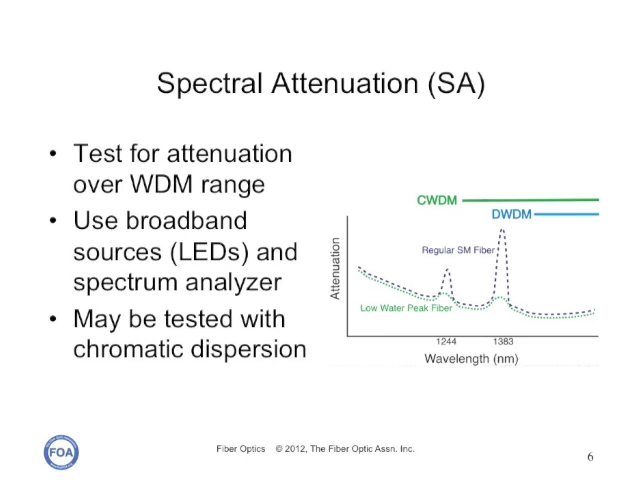 Spectral Attenuation (SA)
• Test for attenuation
over WDM range
• Use broadband
sources (LEDs) and
spectrum analyzer
• May be tested with
chromatic dispersion
CWDM
DWDM
Regular SM Fiber
Attenuation
Low Water Peak Fiber
1244 1383
Wavelength (nm)
FOA
Fiber Optics © 2012, The Fiber Optic Assn. Inc.
6